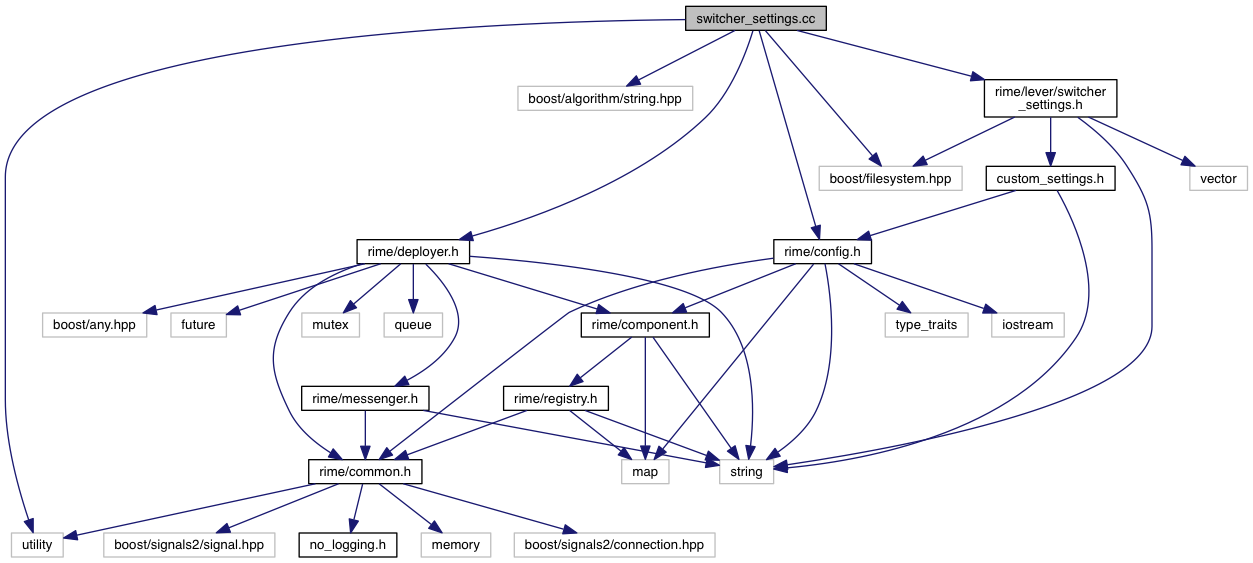 switcher_settings.cc
boost/algorithm/string.hpp
rime/lever/switcher
_settings.h
boost/filesystem.hpp
custom_settings.h
vector
rime/deployer.h
rime/config.h
boost/any.hpp
future
mutex
queue
rime/component.h
type_traits
iostream
rime/messenger.h
rime/registry.h
rime/common.h
map
string
utility
boost/signals2/signal.hpp
no_logging.h
memory
boost/signals2/connection.hpp